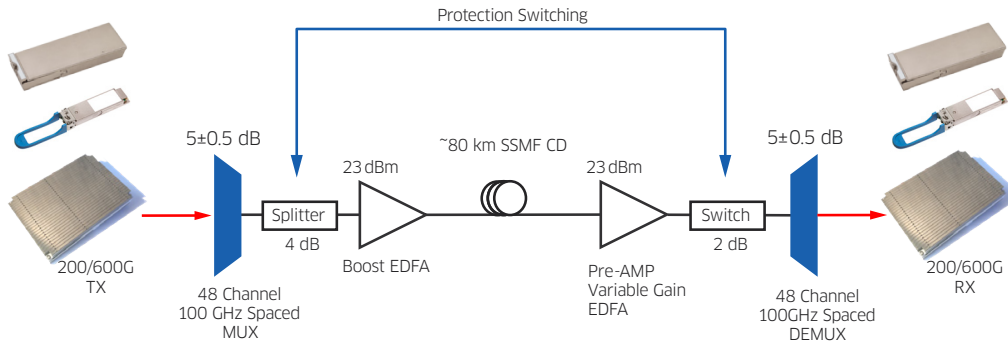 Protection Switching
5±0.5 dB
23 dBm
~80 km SSMF CD
23 dBm
5±0.5 dB
Splitter
4 dB
Boost EDFA
Switch
2 dB
Pre-AMP
Variable Gain
EDFA
200/600G
TX
48 Channel
100 GHz Spaced
MUX
48 Channel
100GHz Spaced
DEMUX
200/600G
RX